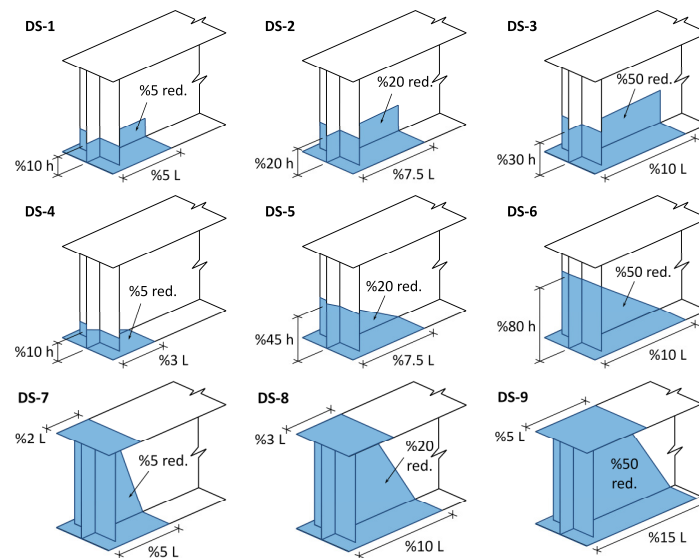 DS-1
%5 red.
%10 h
%5 L
DS-2
%20 red.
%20 h
%7.5 L
DS-3
%50 red.
%30 h
%10 L
DS-4
%5 red.
%10 h
%3 L
DS-5
%20 red.
%45 h
%7.5 L
DS-6
%50 red.
%80 h
%10 L
DS-7
%2 L
%5 red.
%5 L
DS-8
%3 L
%20
red.
%10 L
DS-9
%5 L
%50
red.
%15 L